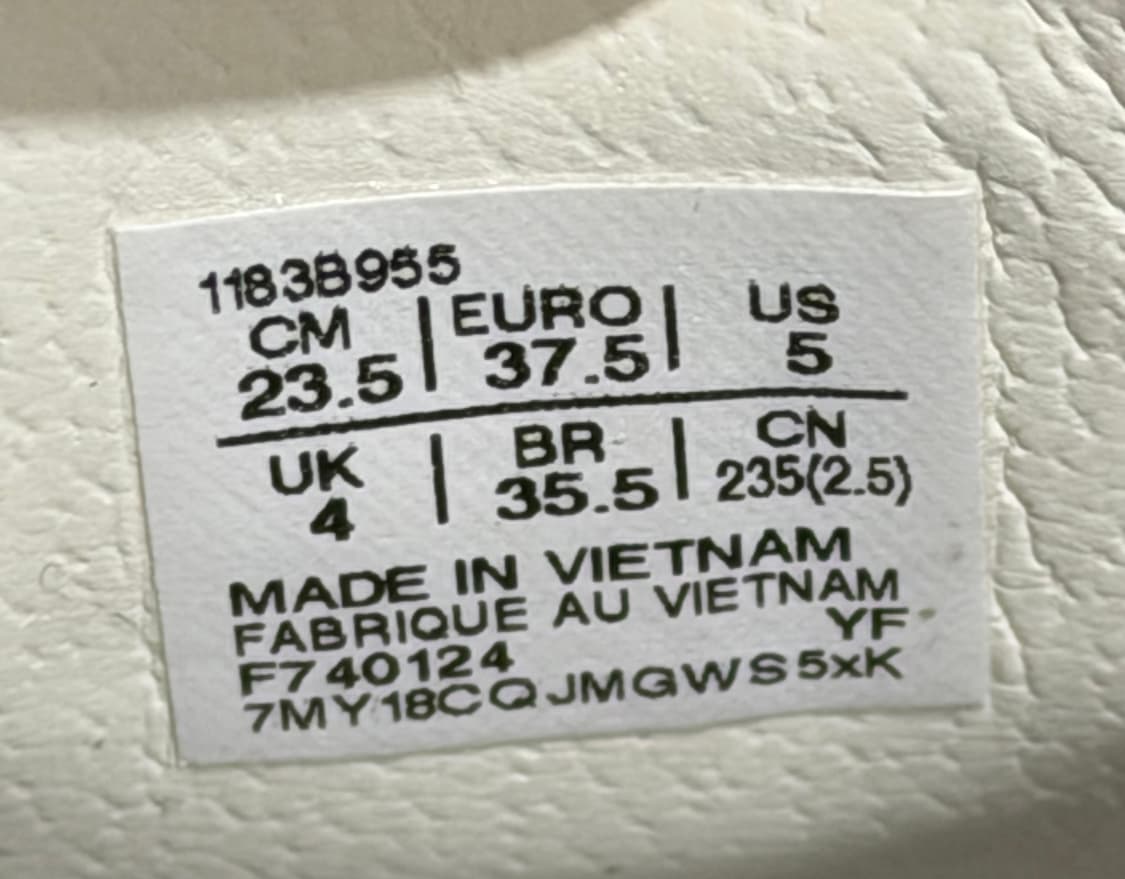 1183B955
CM | EURO | US
23.5 | 37.5 | 5
UK | BR | CN
4 | 35.5 | 235(2.5)
MADE IN VIETNAM
FABRIQUE AU VIETNAM
YF
F740124
7MY18CQJMGWS5xK